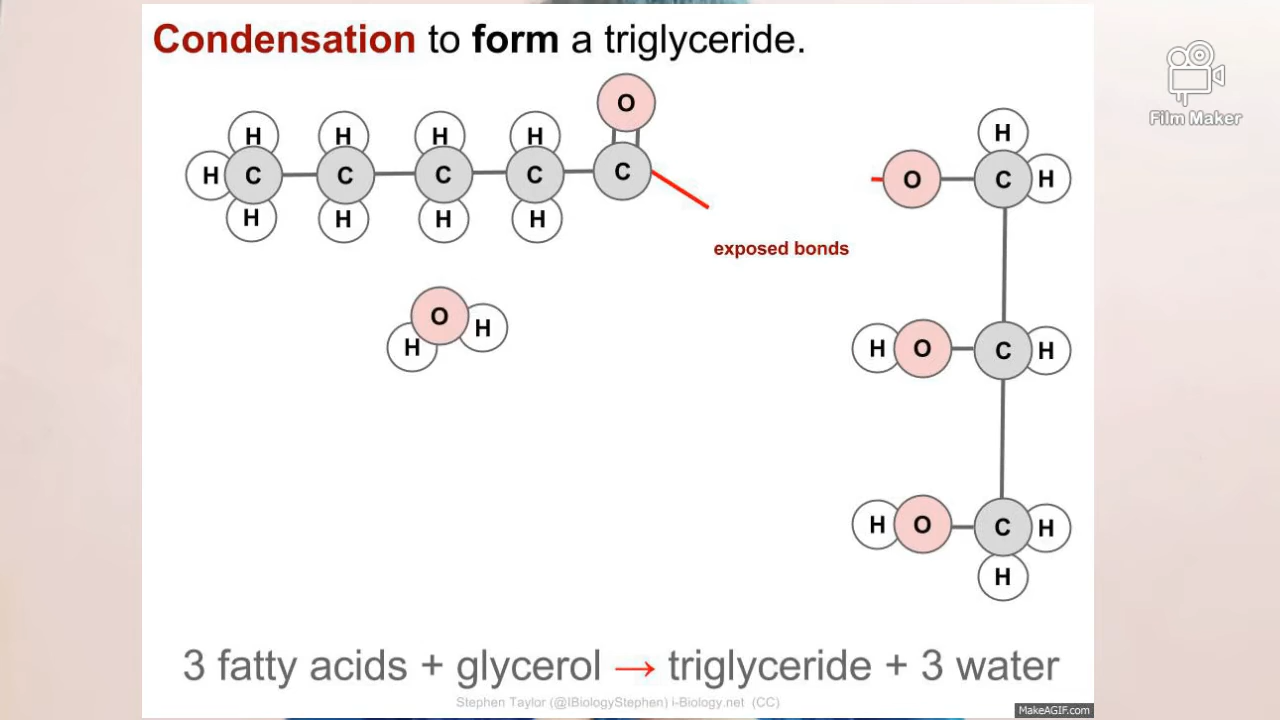 Condensation to form a triglyceride.
O
H H H H H
H C C C C C O C H
H H H H
exposed bonds
O H
H
H O C H
H O C H
H
3 fatty acids + glycerol → triglyceride + 3 water
Stephen Taylor (@IBiologyStephen) i-Biology.net (CC)
Film Maker
MakeAGIF.com